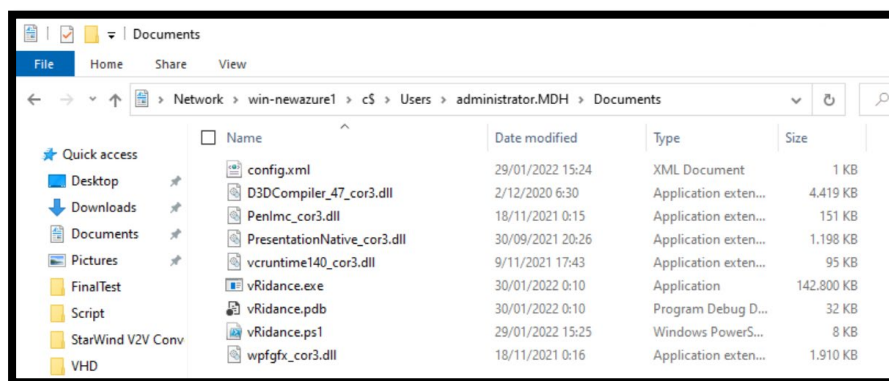 Documents
File Home Share View
Network > win-newazure1 > c$ > Users > administrator.MDH > Documents
Name Date modified Type Size
Quick access
Desktop
Downloads
Documents
Pictures
FinalTest
Script
StarWind V2V Conv
VHD
config.xml 29/01/2022 15:24 XML Document 1 KB
D3DCompiler_47_cor3.dll 2/12/2020 6:30 Application exten... 4.419 KB
PenImc_cor3.dll 18/11/2021 0:15 Application exten... 151 KB
PresentationNative_cor3.dll 30/09/2021 20:26 Application exten... 1.198 KB
vcruntime140_cor3.dll 9/11/2021 17:43 Application exten... 95 KB
vRidance.exe 30/01/2022 0:10 Application 142.800 KB
vRidance.pdb 30/01/2022 0:10 Program Debug D... 32 KB
vRidance.ps1 29/01/2022 15:25 Windows PowerS... 8 KB
wpfgfx_cor3.dll 18/11/2021 0:16 Application exten... 1.910 KB